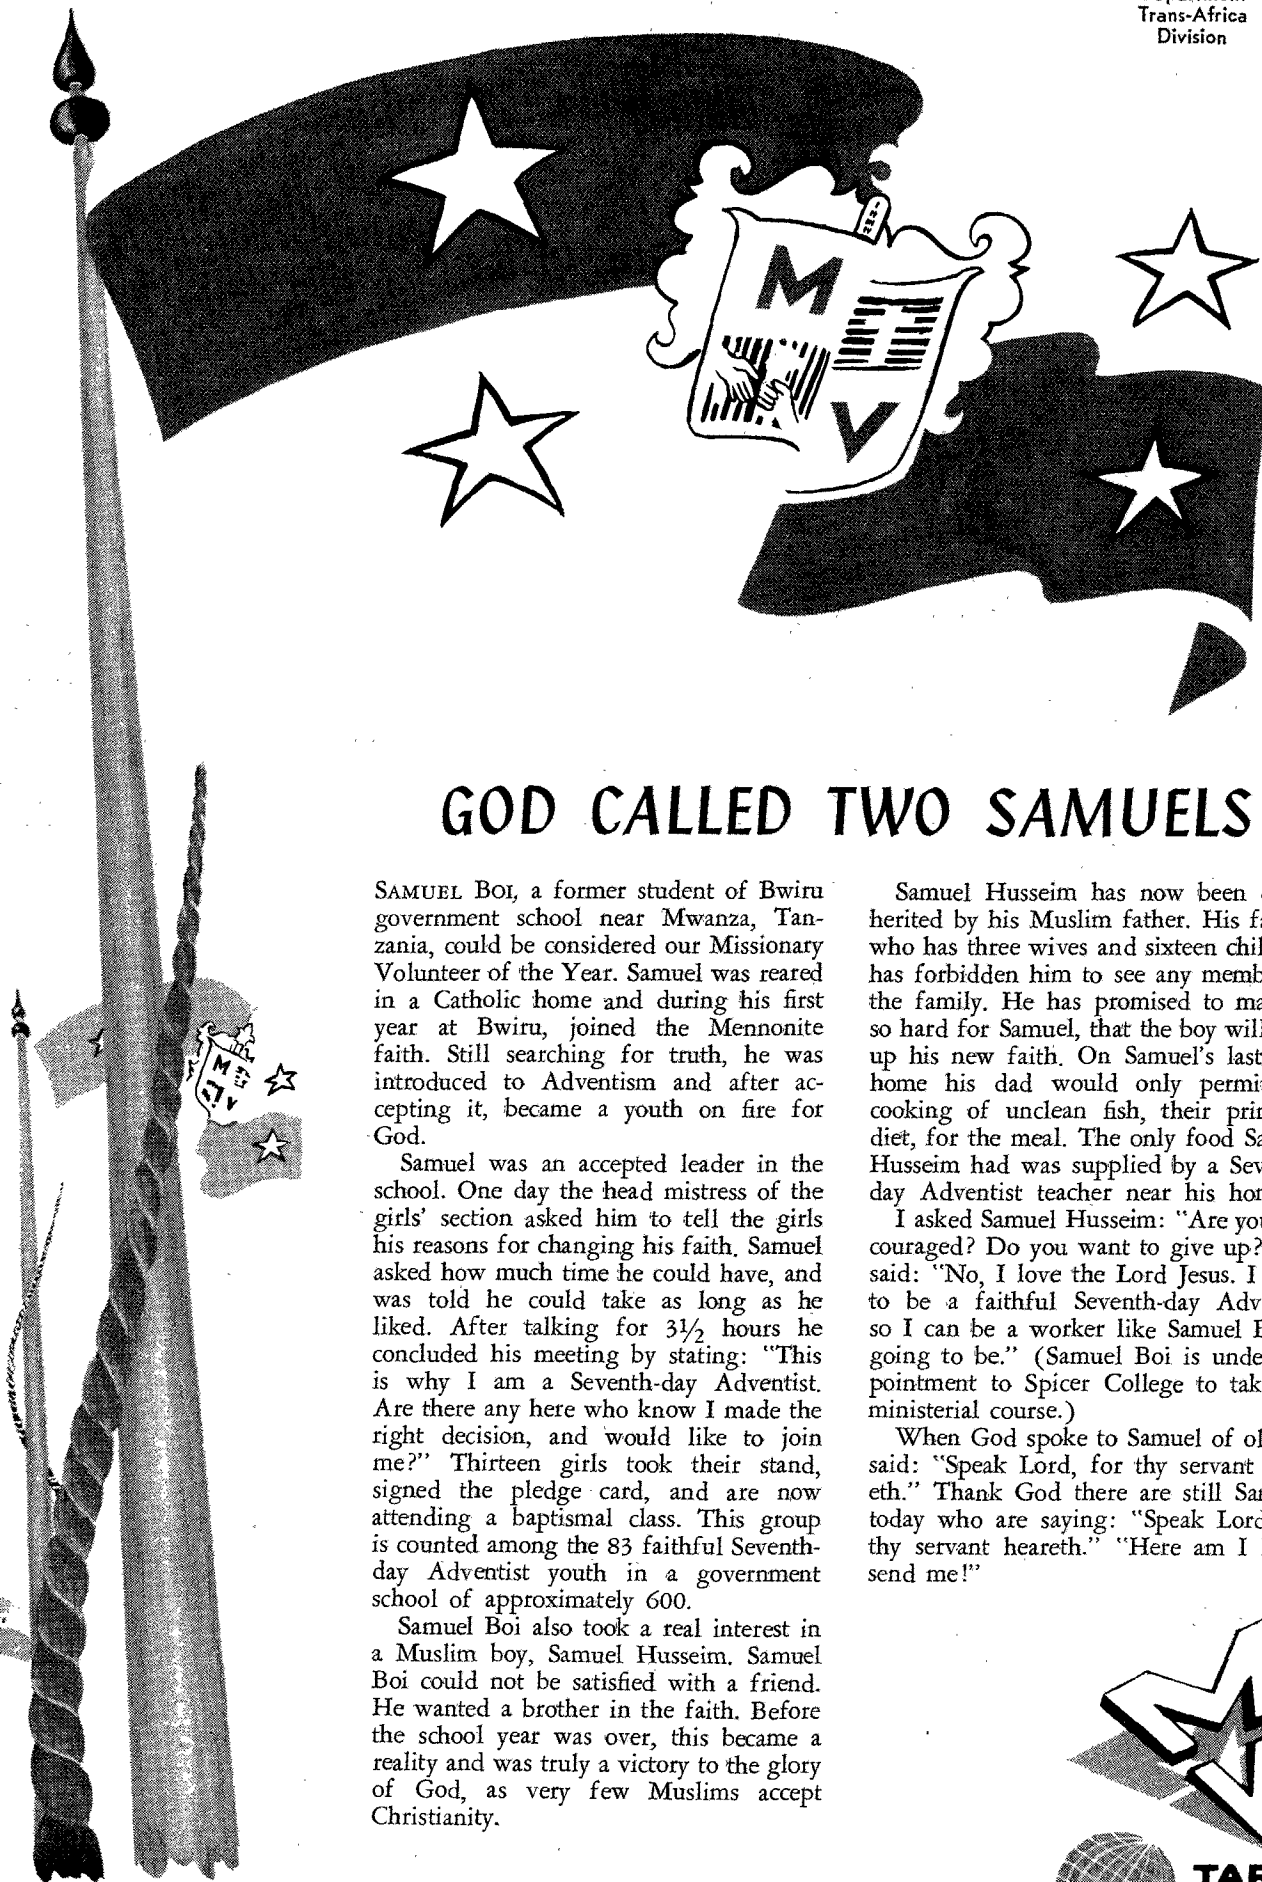 Trans-Africa
Division
M
V
GOD CALLED TWO SAMUELS
SAMUEL BOI, a former student of Bwiru
government school near Mwanza, Tan-
zania, could be considered our Missionary
Volunteer of the Year. Samuel was reared
in a Catholic home and during his first
year at Bwiru, joined the Mennonite
faith. Still searching for truth, he was
introduced to Adventism and after ac-
cepting it, became a youth on fire for
God.
Samuel was an accepted leader in the
school. One day the head mistress of the
girls' section asked him to tell the girls
his reasons for changing his faith. Samuel
asked how much time he could have, and
was told he could take as long as he
liked. After talking for 3½ hours he
concluded his meeting by stating: "This
is why I am a Seventh-day Adventist.
Are there any here who know I made the
right decision, and would like to join
me?" Thirteen girls took their stand,
signed the pledge card, and are now
attending a baptismal class. This group
is counted among the 83 faithful Seventh-
day Adventist youth in a government
school of approximately 600.
Samuel Boi also took a real interest in
a Muslim boy, Samuel Husseim. Samuel
Boi could not be satisfied with a friend.
He wanted a brother in the faith. Before
the school year was over, this became a
reality and was truly a victory to the glory
of God, as very few Muslims accept
Christianity.
Samuel Husseim has now been
herited by his Muslim father. His
who has three wives and sixteen
has forbidden him to see any
the family. He has promised to
so hard for Samuel, that the boy
up his new faith. On Samuel's last
home his dad would only
cooking of unclean fish, their
diet, for the meal. The only food
Husseim had was supplied by a
day Adventist teacher near his
I asked Samuel Husseim: "Are
couraged? Do you want to give up?
said: "No, I love the Lord Jesus. I
to be a faithful Seventh-day
so I can be a worker like Samuel
going to be." (Samuel Boi is
pointment to Spicer College to
ministerial course.)
When God spoke to Samuel of
said: "Speak Lord, for thy servant
eth." Thank God there are still
today who are saying: "Speak
thy servant heareth." "Here am I
send me!"
M
V